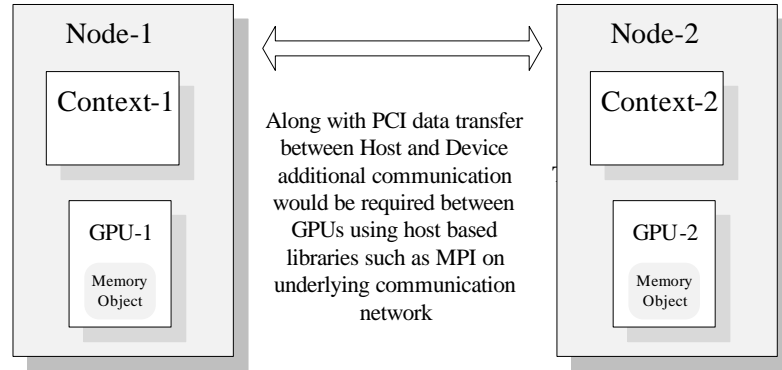 Node-1
Context-1
GPU-1
Memory
Object
Along with PCI data transfer
between Host and Device
additional communication
would be required between
GPUs using host based
libraries such as MPI on
underlying communication
network
Node-2
Context-2
GPU-2
Memory
Object